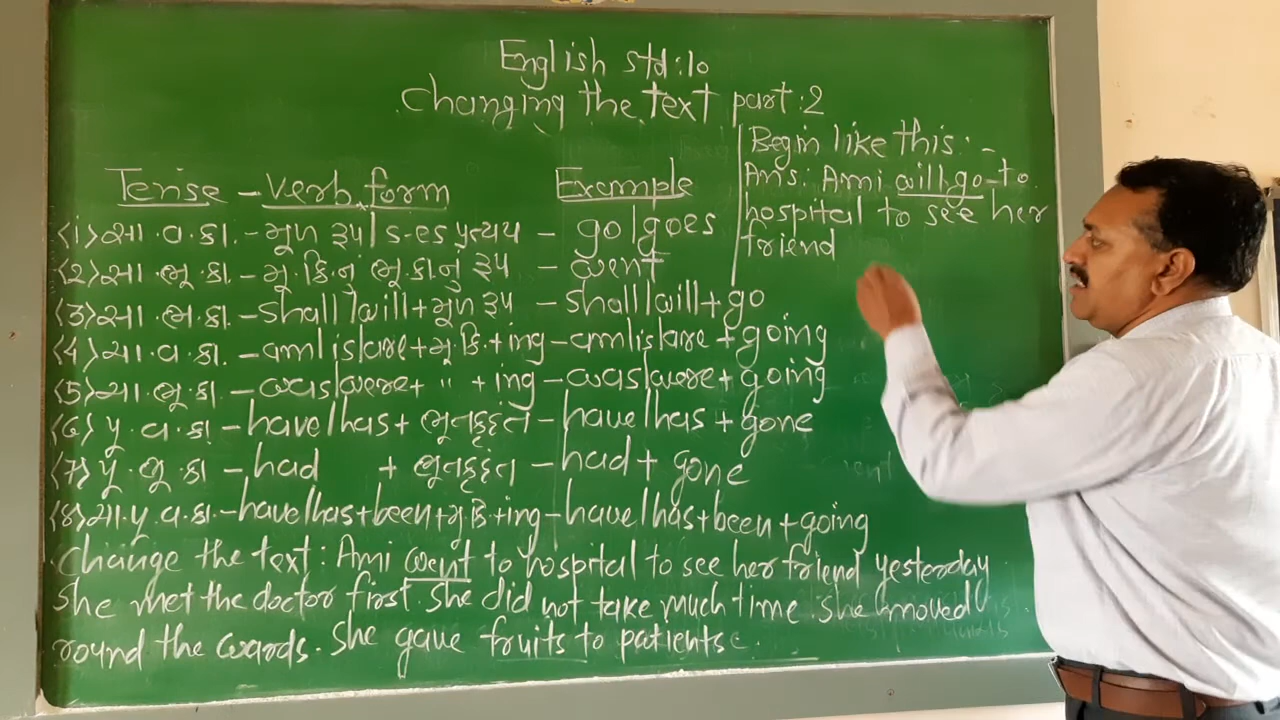 English std:10
Changing the text part:2
Tense - Verb form Example
<1> સા. વ. કા. - મૂળ રૂપ/s-es પ્રત્યય - go/goes
<2> સા. ભૂ. કા. - મૂ. ક્રિ.નું ભૂ.કા.નું રૂપ - went
<3> સા. ભ. કા. - shall/will + મૂળ રૂપ - shall/will + go
<4> ચા. વ. કા. - am/is/are + મૂ. ક્રિ. + ing - am/is/are + going
<5> ચા. ભૂ. કા. - was/were + " + ing - was/were + going
<6> પૂ. વ. કા. - have/has + ભૂતકૃદંત - have/has + gone
<7> પૂ. ભૂ. કા. - had + ભૂતકૃદંત - had + gone
<8> ચા. પૂ. વ. કા. - have/has + been + મૂ. ક્રિ + ing - have/has + been + going
Change the text: Ami went to hospital to see her friend yesterday
She met the doctor first. She did not take much time. She moved
round the wards. She gave fruits to patients.
Begin like this: -
Ans: Ami will go to
hospital to see her
friend